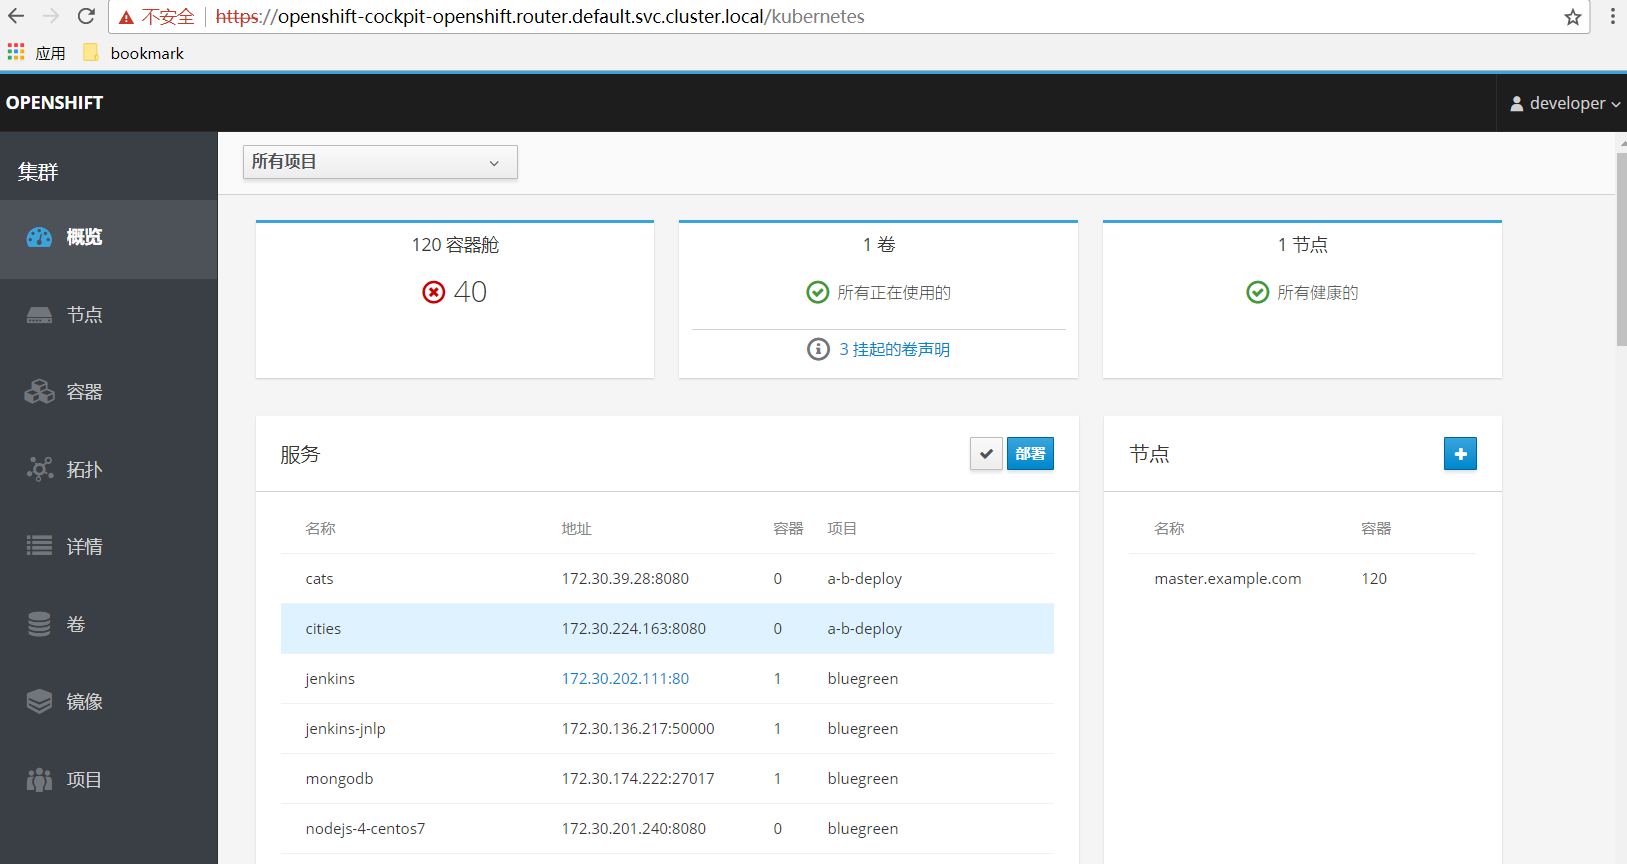 不安全 https://openshift-cockpit-openshift.router.default.svc.cluster.local/kubernetes
应用 bookmark
OPENSHIFT developer
集群
概览
节点
容器
拓扑
详情
卷
镜像
项目
所有项目
120 容器舱
40
1 卷
所有正在使用的
3 挂起的卷声明
1 节点
所有健康的
服务 部署
名称 地址 容器 项目
cats 172.30.39.28:8080 0 a-b-deploy
cities 172.30.224.163:8080 0 a-b-deploy
jenkins 172.30.202.111:80 1 bluegreen
jenkins-jnlp 172.30.136.217:50000 1 bluegreen
mongodb 172.30.174.222:27017 1 bluegreen
nodejs-4-centos7 172.30.201.240:8080 0 bluegreen
节点
名称 容器
master.example.com 120